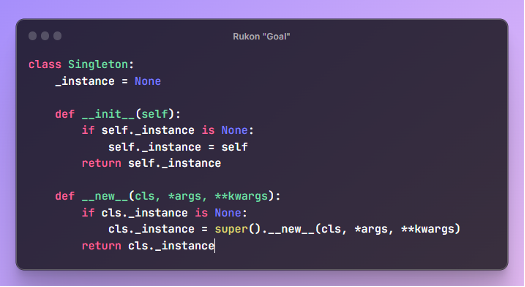 Rukon "Goal"
class Singleton:
    _instance = None

    def __init__(self):
        if self._instance is None:
            self._instance = self
        return self._instance

    def __new__(cls, *args, **kwargs):
        if cls._instance is None:
            cls._instance = super().__new__(cls, *args, **kwargs)
        return cls._instance